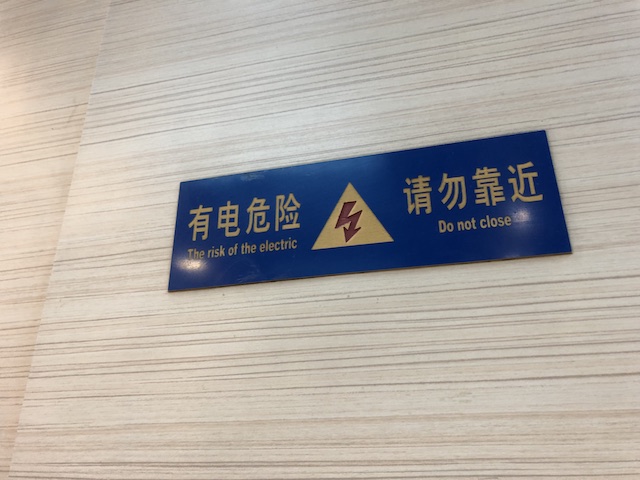 有电危险
The risk of the electric
请勿靠近
Do not close